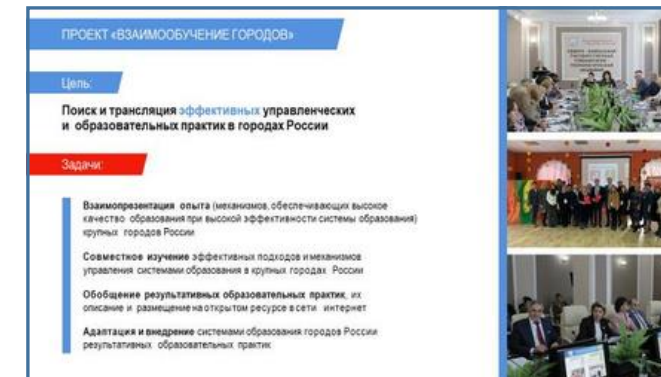 ПРОЕКТ «ВЗАИМООБУЧЕНИЕ ГОРОДОВ»
Цель:
Поиск и трансляция эффективных управленческих
и образовательных практик в городах России
Задачи:
Взаимопрезентация опыта (механизмов, обеспечивающих высокое
качество образования при высокой эффективности системы образования)
крупных городов России
Совместное изучение эффективных подходов и механизмов
управления системами образования в крупных городах России
Обобщение результативных образовательных практик, их
описание и размещение на открытом ресурсе в сети интернет
Адаптация и внедрение системами образования городов России
результативных образовательных практик